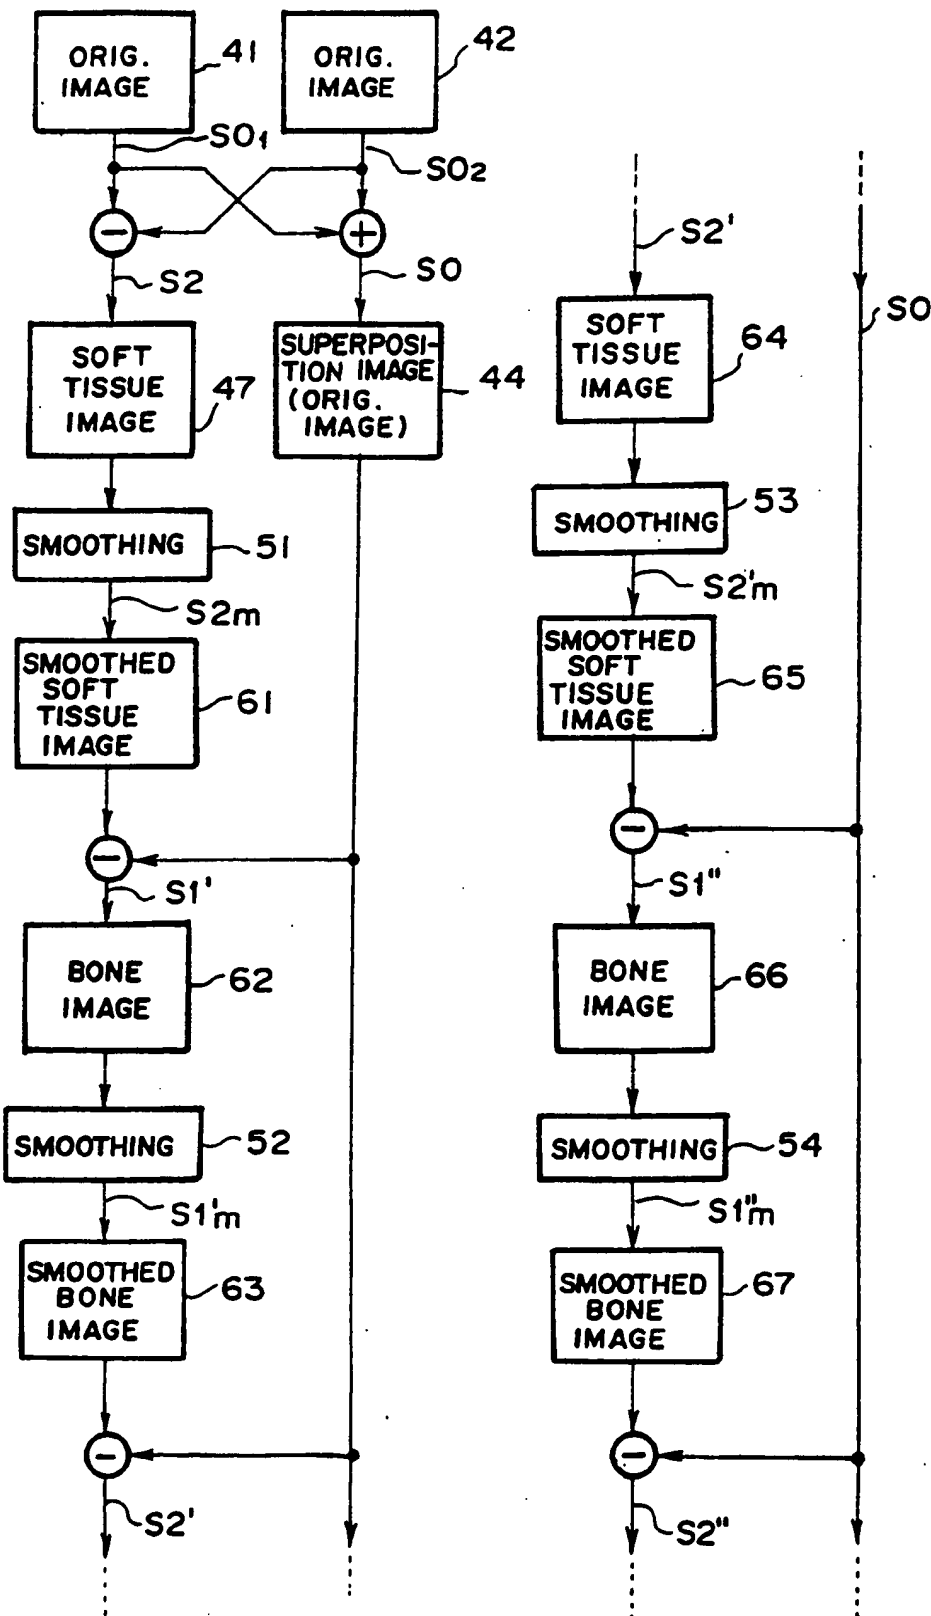 ORIG.
IMAGE
41
ORIG.
IMAGE
42
SO1
SO2
−
+
S2
SO
SOFT
TISSUE
IMAGE
47
SUPERPOSI-
TION IMAGE
(ORIG.
IMAGE)
44
SMOOTHING
51
S2m
SMOOTHED
SOFT
TISSUE
IMAGE
61
−
S1'
BONE
IMAGE
62
SMOOTHING
52
S1'm
SMOOTHED
BONE
IMAGE
63
−
S2'
S2'
SO
SOFT
TISSUE
IMAGE
64
SMOOTHING
53
S2'm
SMOOTHED
SOFT
TISSUE
IMAGE
65
−
S1"
BONE
IMAGE
66
SMOOTHING
54
S1"m
SMOOTHED
BONE
IMAGE
67
−
S2"